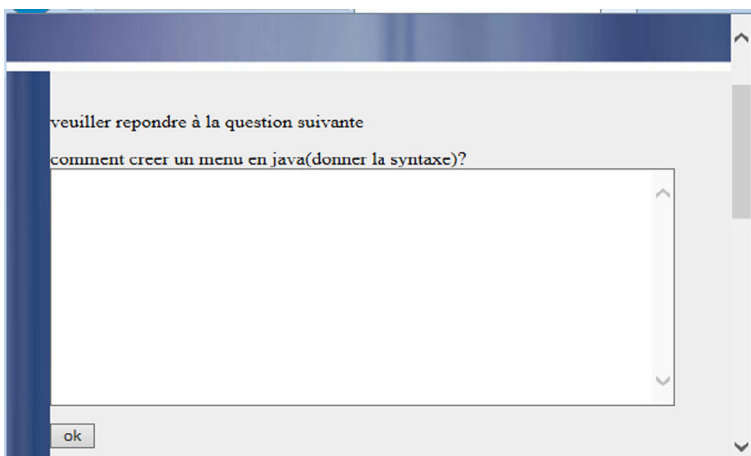 veuiller repondre à la question suivante
comment creer un menu en java(donner la syntaxe)?
ok